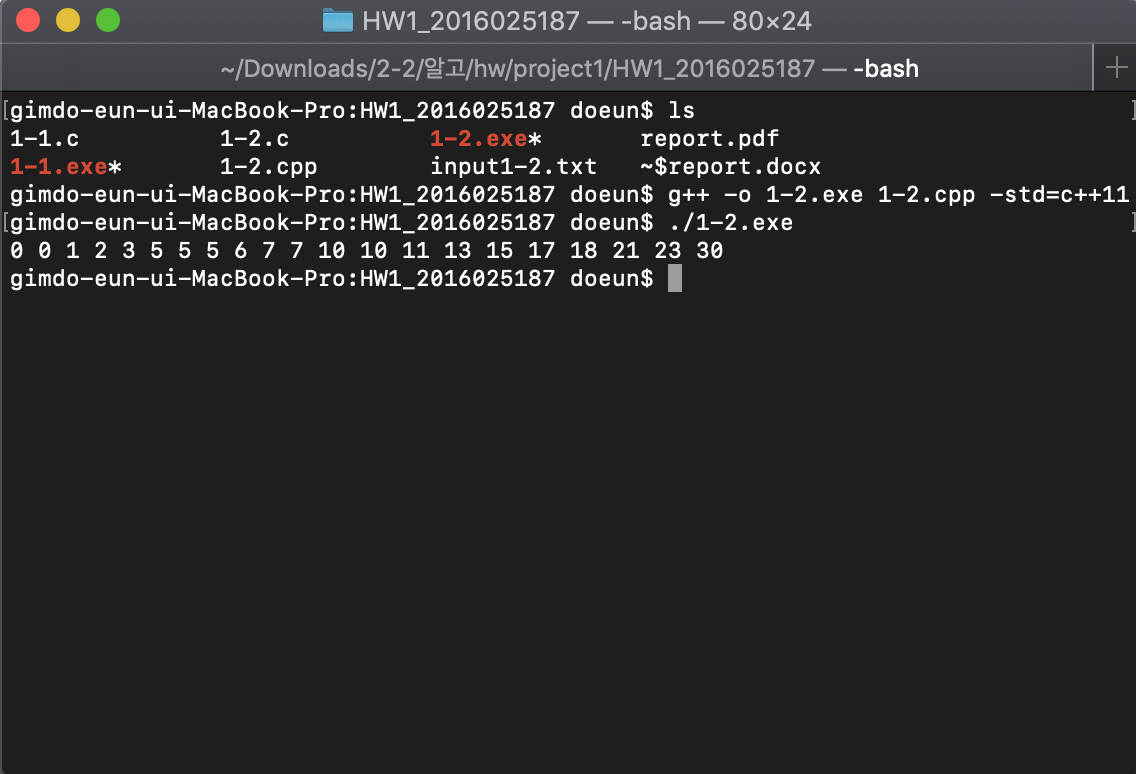 HW1_2016025187 — -bash — 80×24
~/Downloads/2-2/알고/hw/project1/HW1_2016025187 — -bash
[gimdo-eun-ui-MacBook-Pro:HW1_2016025187 doeun$ ls ]
1-1.c 1-2.c 1-2.exe* report.pdf
1-1.exe* 1-2.cpp input1-2.txt ~$report.docx
gimdo-eun-ui-MacBook-Pro:HW1_2016025187 doeun$ g++ -o 1-2.exe 1-2.cpp -std=c++11
[gimdo-eun-ui-MacBook-Pro:HW1_2016025187 doeun$ ./1-2.exe ]
0 0 1 2 3 5 5 5 6 7 7 10 10 11 13 15 17 18 21 23 30
gimdo-eun-ui-MacBook-Pro:HW1_2016025187 doeun$